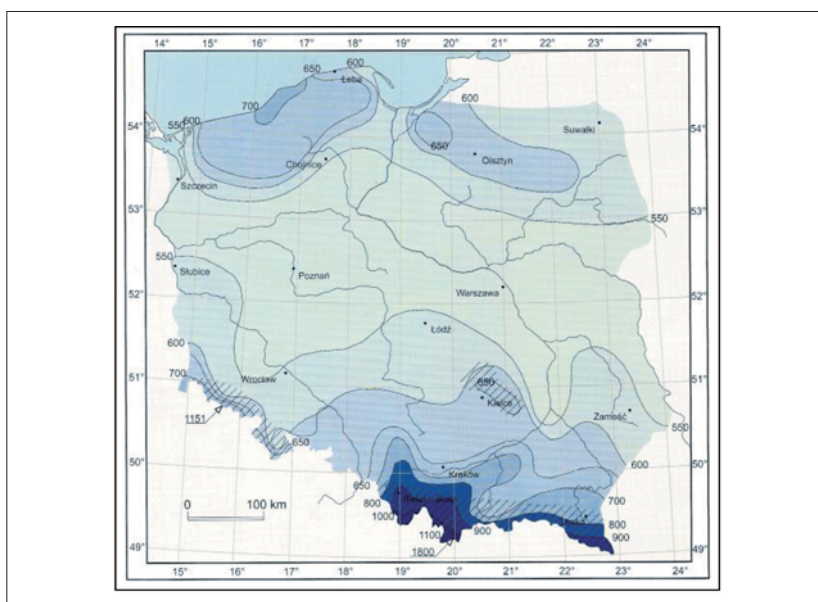 14° 15° 16° 17° 18° 19° 20° 21° 22° 23°
650 600
Łeba
700 600
550 600
54° 54°
Suwałki
650
Chojnice Olsztyn
Szczecin
53° 550 53°
550
Słubice Poznań
Warszawa
52° 52°
Łódź
600
700 Wrocław 650
51° Kielce 51°
1151 Zamość
650 550
50° Kraków 600 50°
650
0 100 km 800 700
1000 800
1100 900 900
49° 1800 49°
15° 16° 17° 18° 19° 20° 21° 22° 23° 24°